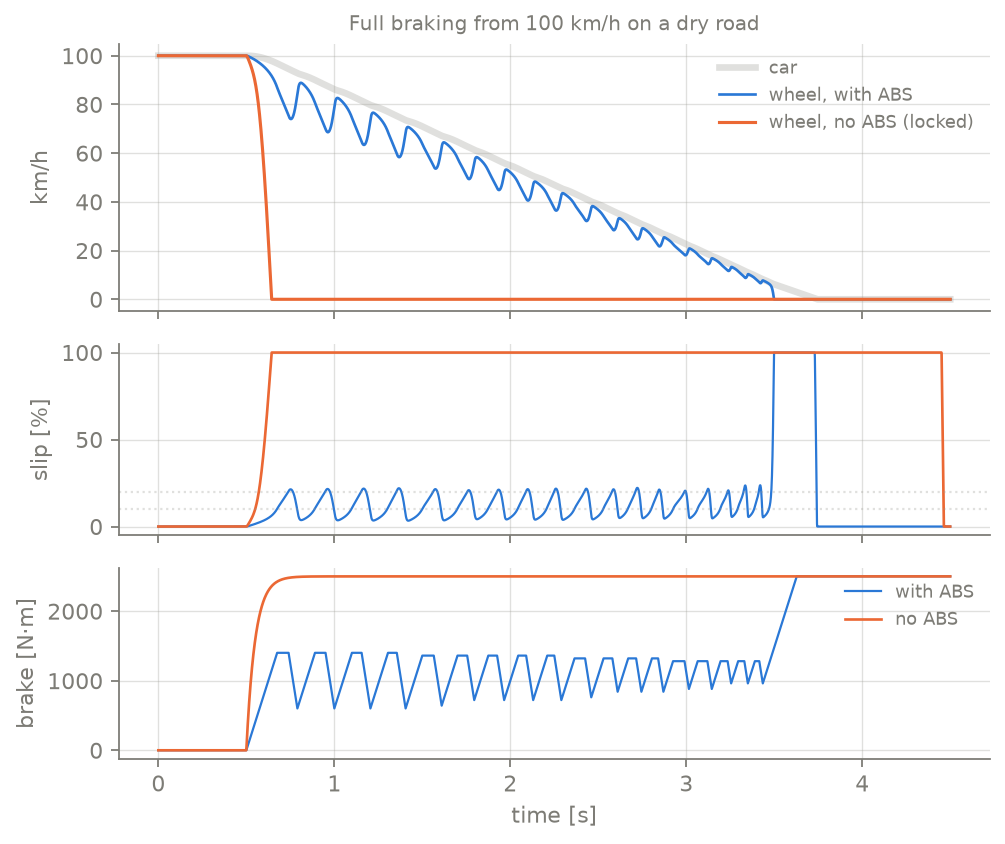 Full braking from 100 km/h on a dry road
100
80
60
40
20
0
km/h
car
wheel, with ABS
wheel, no ABS (locked)
100
50
0
slip [%]
2000
1000
0
brake [N·m]
with ABS
no ABS
0 1 2 3 4
time [s]